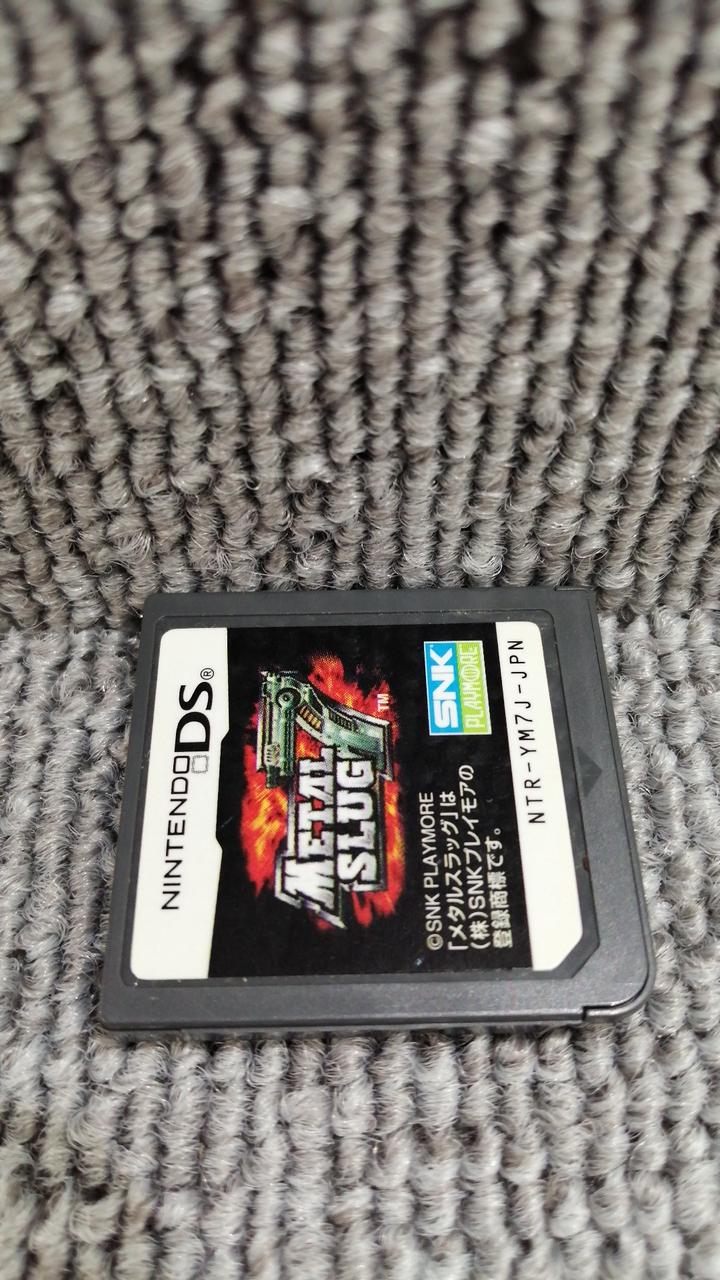 NINTENDO DS®
METAL
SLUG 7
TM
SNK
PLAYMORE
©SNK PLAYMORE
「メタルスラッグ」は
(株)SNKプレイモアの
登録商標です。
NTR-YM7J-JPN